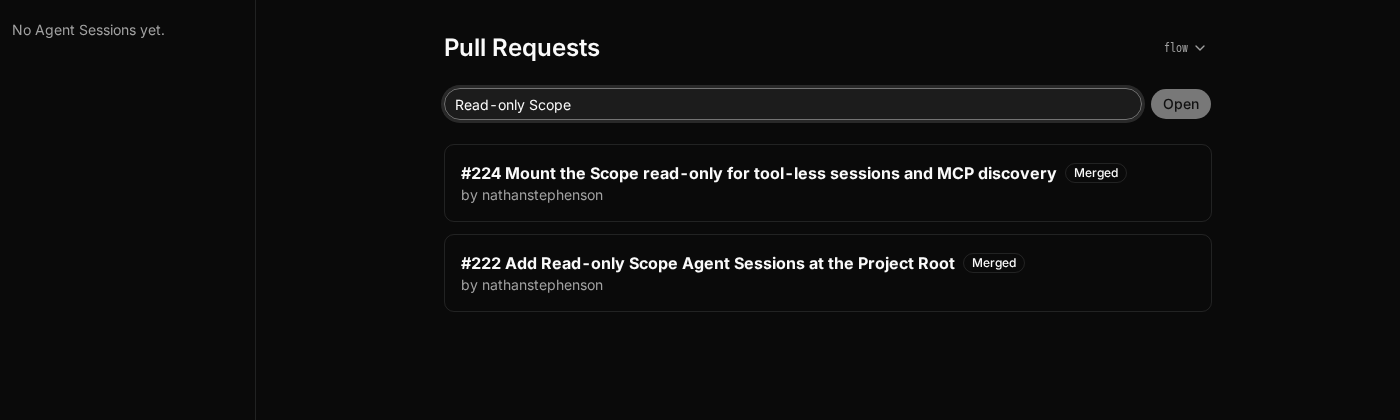 No Agent Sessions yet.
Pull Requests
flow
Read-only Scope
Open
#224 Mount the Scope read-only for tool-less sessions and MCP discovery Merged
by nathanstephenson
#222 Add Read-only Scope Agent Sessions at the Project Root Merged
by nathanstephenson